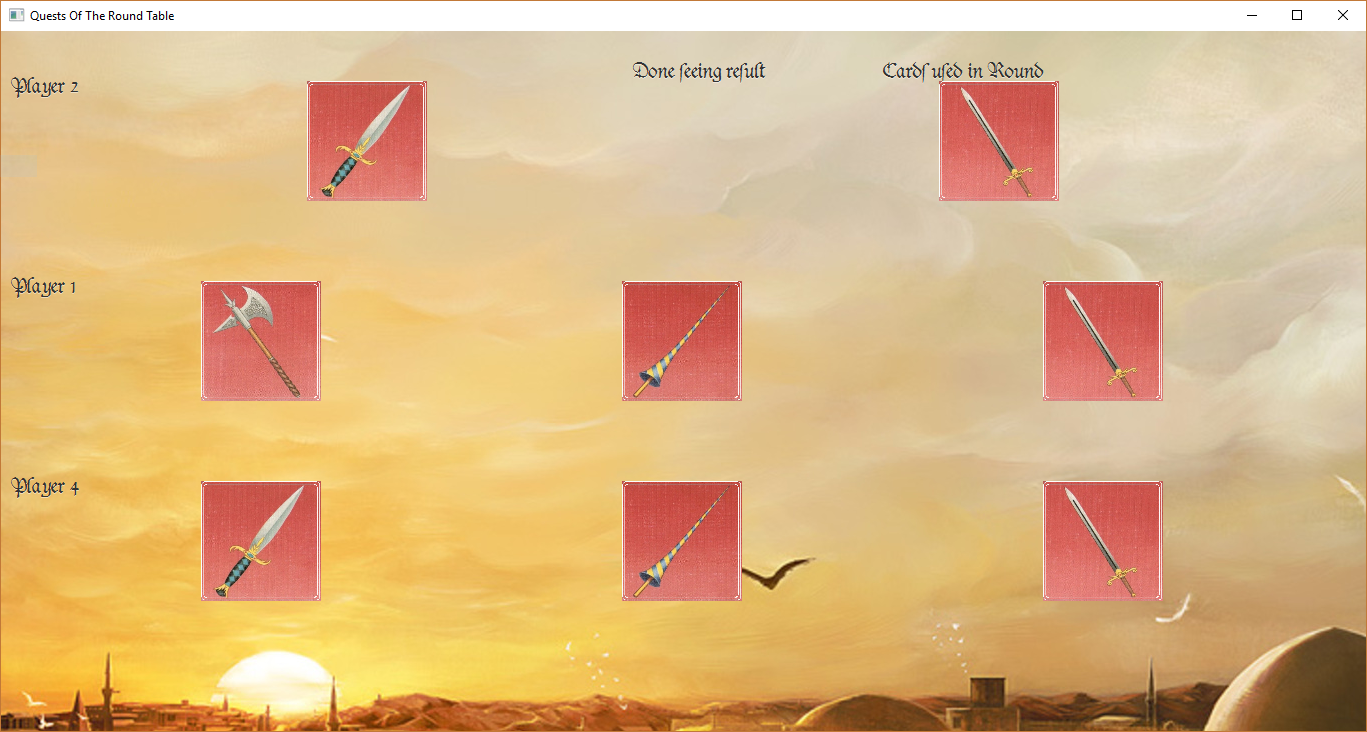 Quests Of The Round Table
Done ſeeing reſult
Cardſ uſed in Round
Player 2
Player 1
Player 4